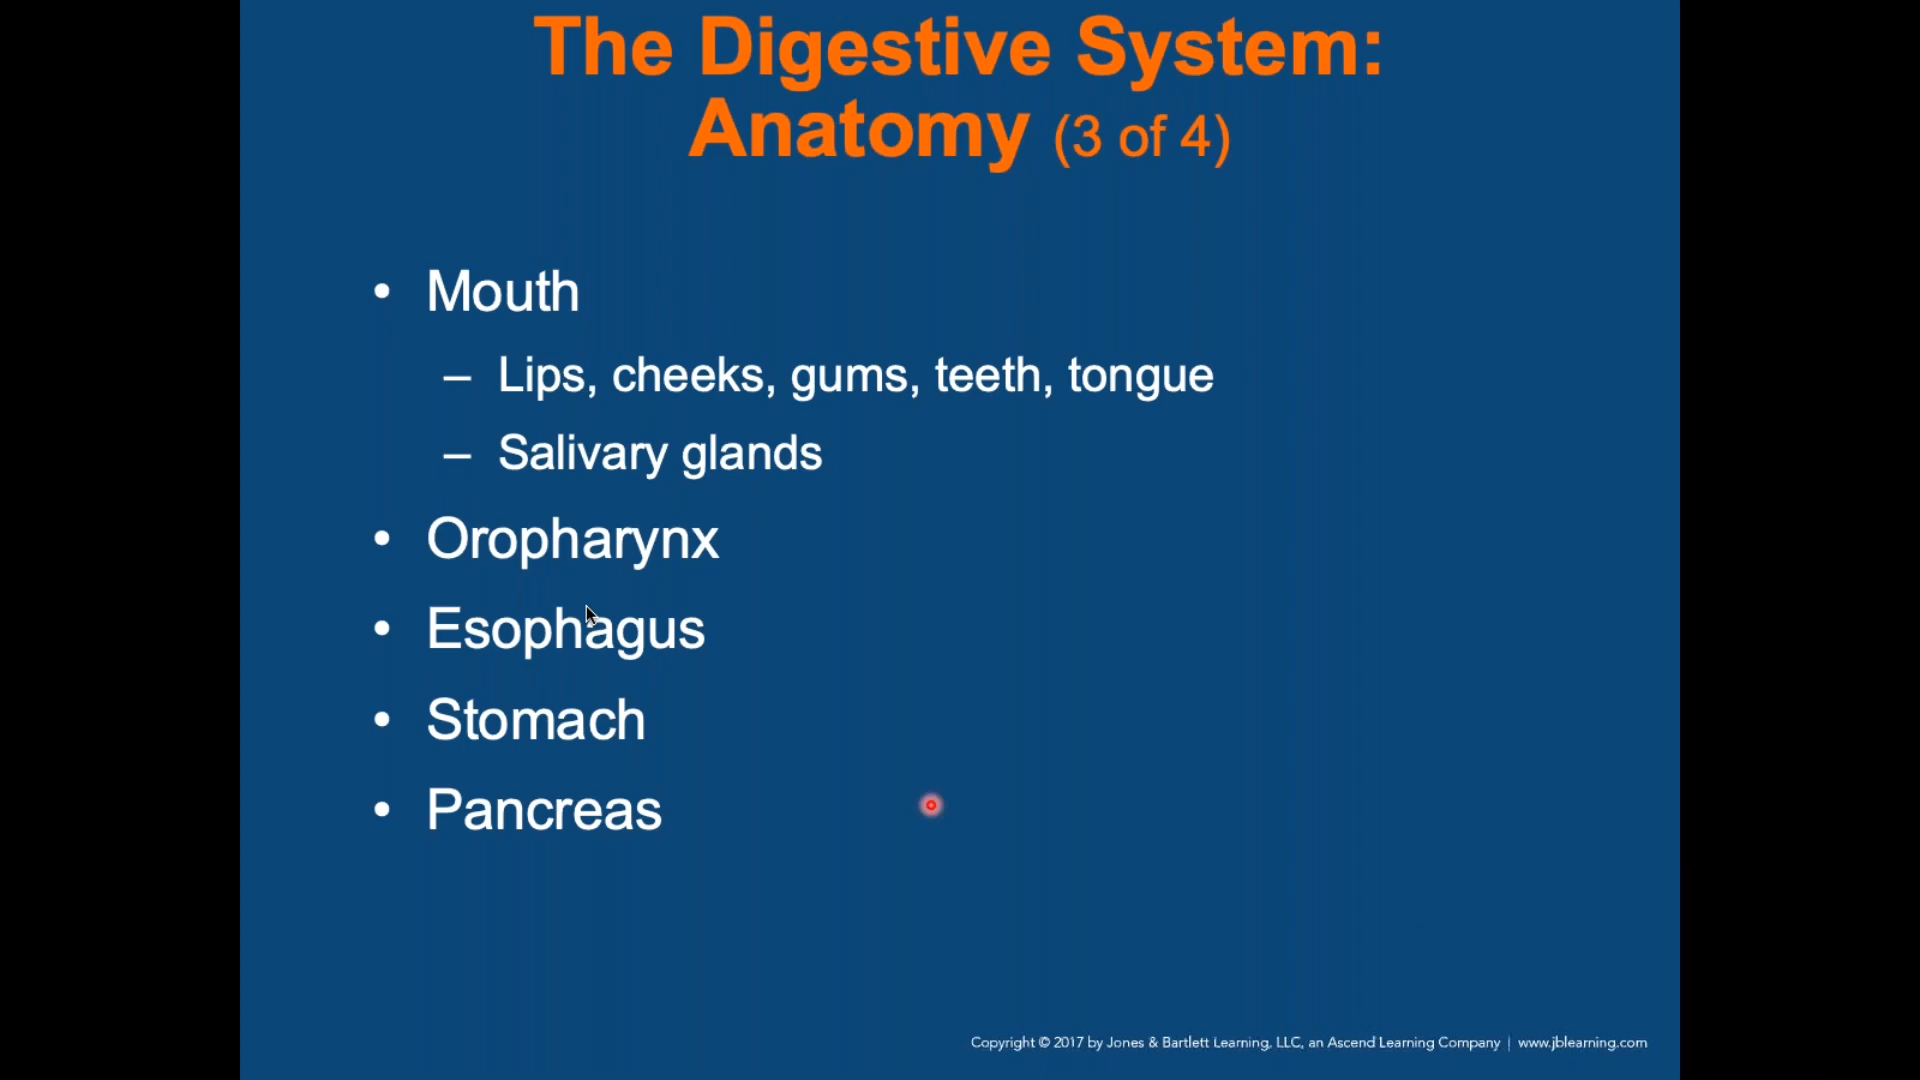 The Digestive System:
Anatomy (3 of 4)
• Mouth
– Lips, cheeks, gums, teeth, tongue
– Salivary glands
• Oropharynx
• Esophagus
• Stomach
• Pancreas
Copyright © 2017 by Jones & Bartlett Learning, LLC, an Ascend Learning Company | www.jblearning.com